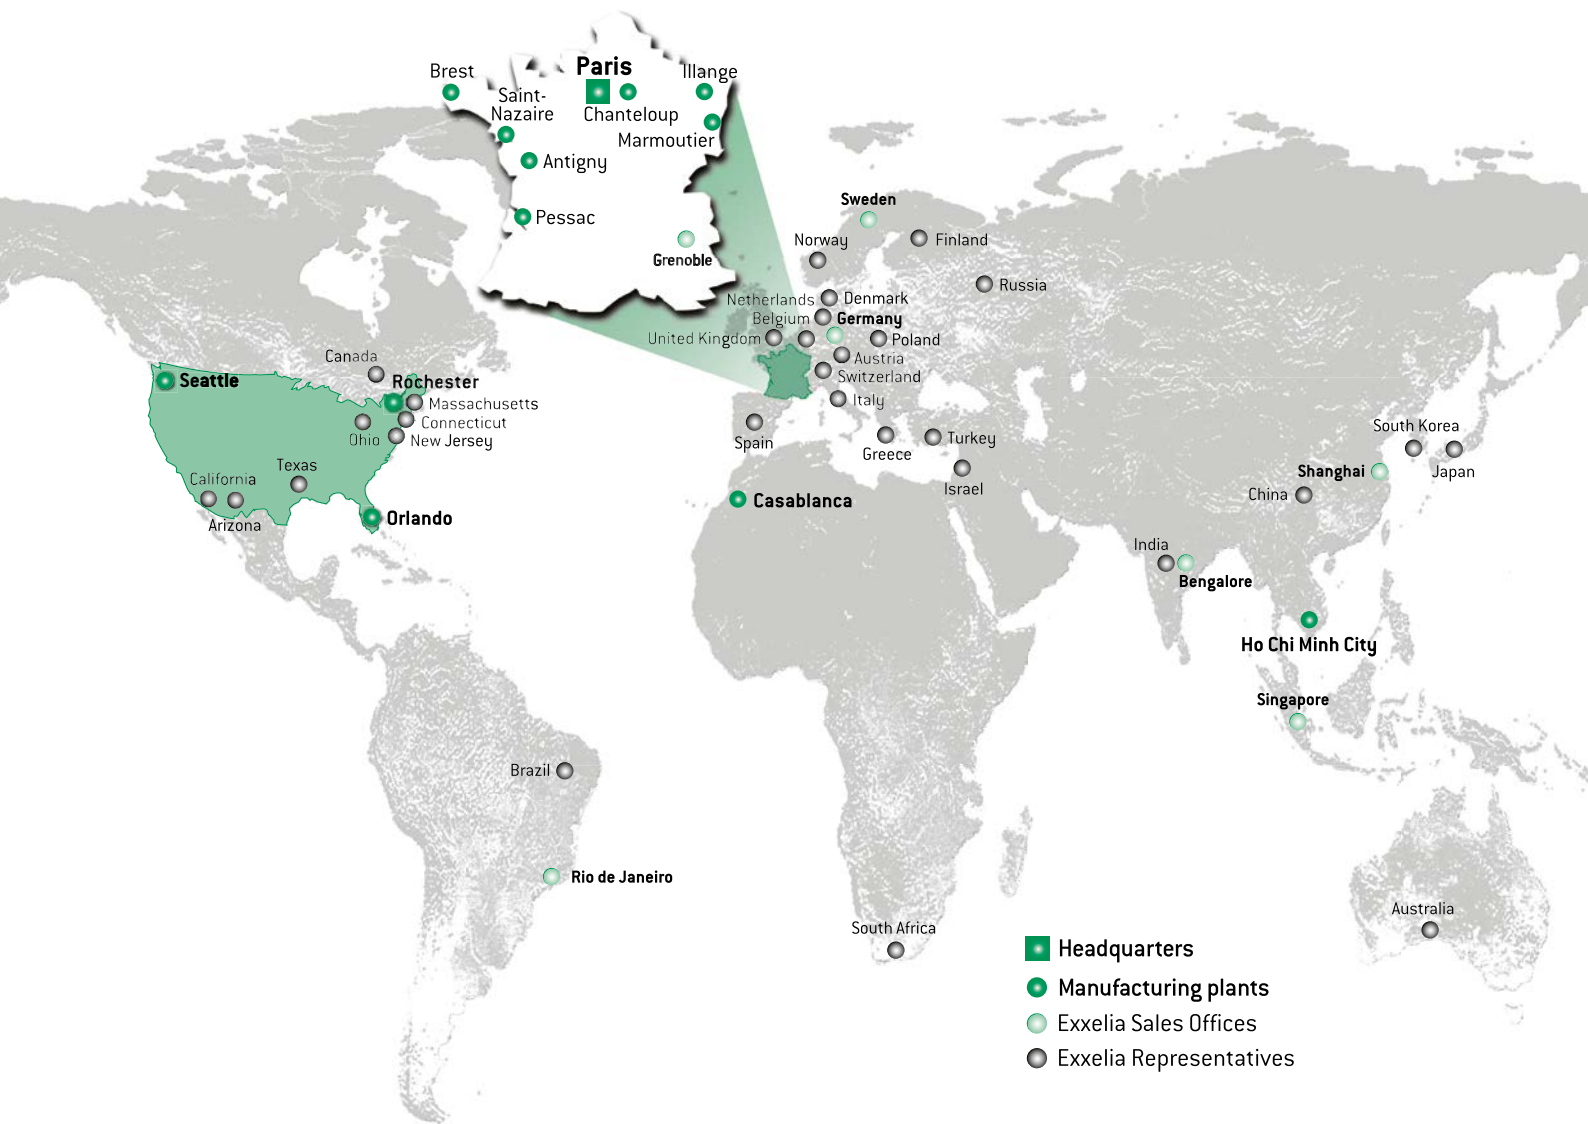 Brest
Saint-
Nazaire
Paris
Chanteloup
Illange
Marmoutier
Antigny
Pessac
Grenoble
Sweden
Norway
Finland
Russia
Netherlands
Denmark
Belgium
Germany
United Kingdom
Poland
Austria
Switzerland
Italy
Spain
Greece
Turkey
Israel
Casablanca
Canada
Seattle
Rochester
Massachusetts
Connecticut
Ohio
New Jersey
Texas
California
Arizona
Orlando
South Korea
Japan
Shanghai
China
India
Bengalore
Ho Chi Minh City
Singapore
Brazil
Rio de Janeiro
South Africa
Australia
Headquarters
Manufacturing plants
Exxelia Sales Offices
Exxelia Representatives